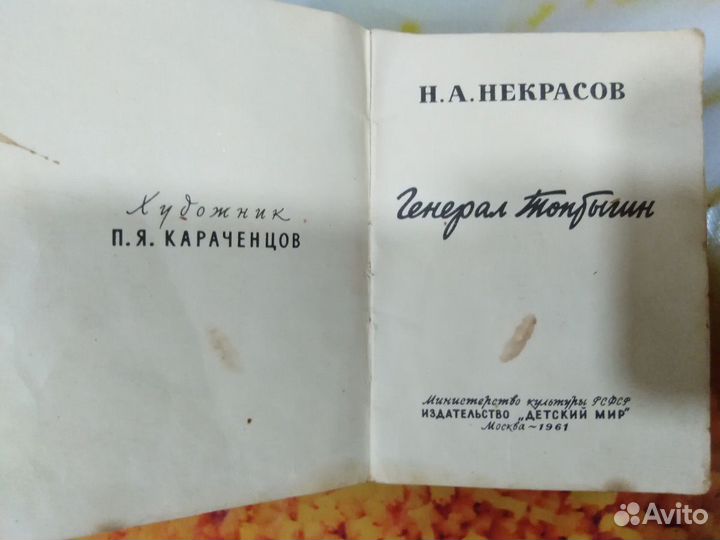 Художник
П.Я. КАРАЧЕНЦОВ
Н.А.НЕКРАСОВ
Генерал Топтыгин
Министерство культуры РСФСР
ИЗДАТЕЛЬСТВО „ДЕТСКИЙ МИР"
Москва~1961
Avito